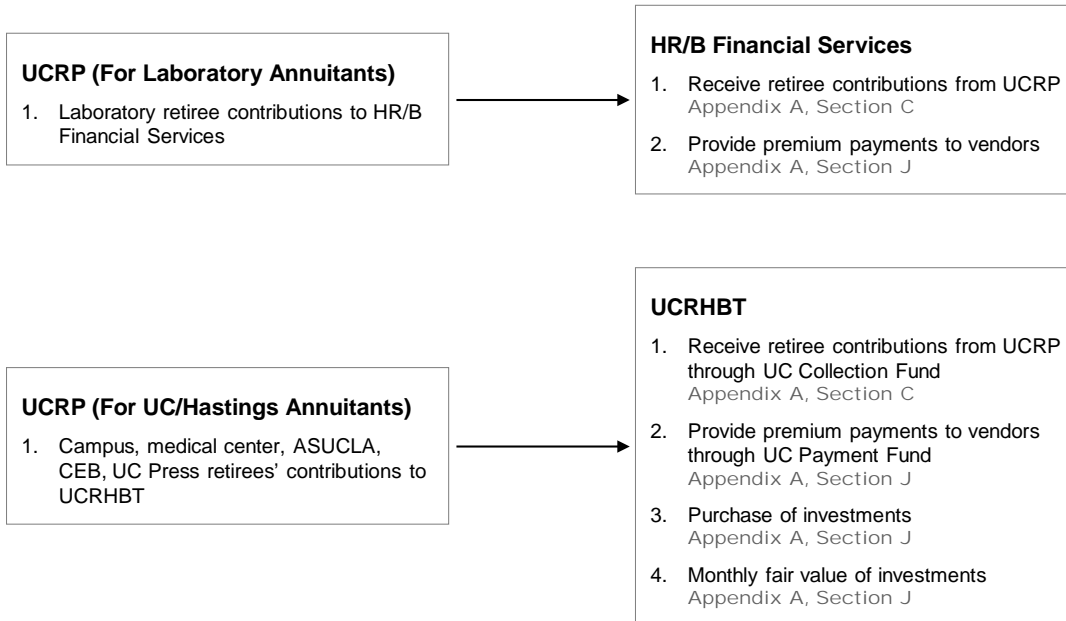 UCRP (For Laboratory Annuitants)
1. Laboratory retiree contributions to HR/B
Financial Services
HR/B Financial Services
1. Receive retiree contributions from UCRP
Appendix A, Section C
2. Provide premium payments to vendors
Appendix A, Section J
UCRP (For UC/Hastings Annuitants)
1. Campus, medical center, ASUCLA,
CEB, UC Press retirees’ contributions to
UCRHBT
UCRHBT
1. Receive retiree contributions from UCRP
through UC Collection Fund
Appendix A, Section C
2. Provide premium payments to vendors
through UC Payment Fund
Appendix A, Section J
3. Purchase of investments
Appendix A, Section J
4. Monthly fair value of investments
Appendix A, Section J